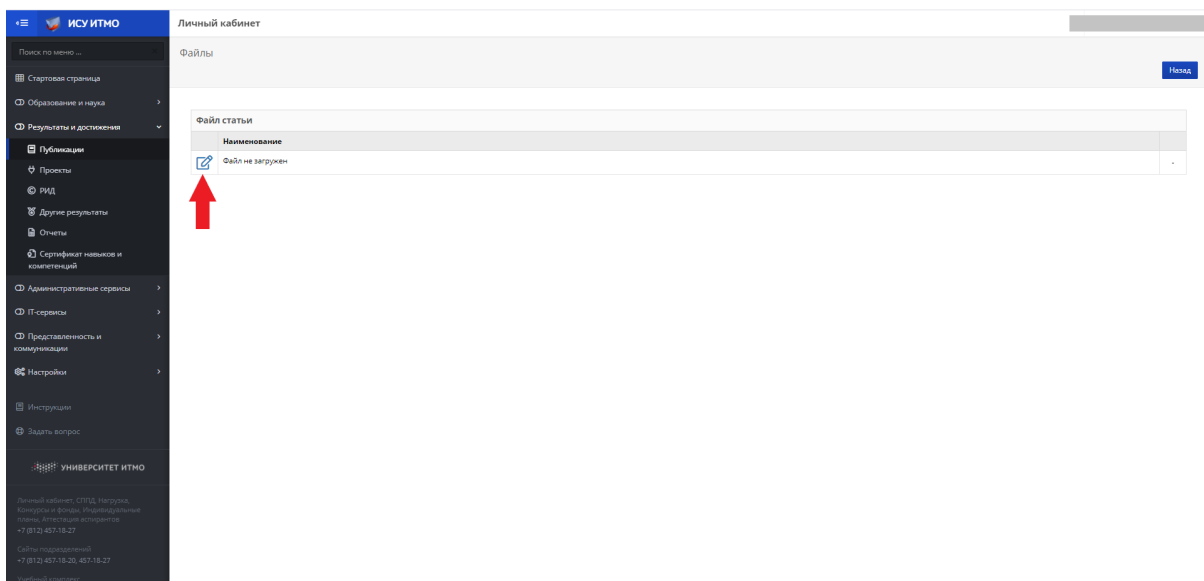 ИСУ ИТМО
Личный кабинет
Поиск по меню ...
Файлы
Назад
Стартовая страница
Образование и наука
Результаты и достижения
Публикации
Проекты
РИД
Другие результаты
Отчеты
Сертификат навыков и
компетенций
Административные сервисы
IT-сервисы
Представленность и
коммуникации
Настройки
Инструкции
Задать вопрос
УНИВЕРСИТЕТ ИТМО
Личный кабинет, СППД, Нагрузка,
Конкурсы и фонды, Индивидуальные
планы, Аттестация аспирантов
+7 (812) 457-18-27
Сайты подразделений
+7 (812) 457-18-20, 457-18-27
Учебный комплекс
Файл статьи
Наименование
Файл не загружен
-